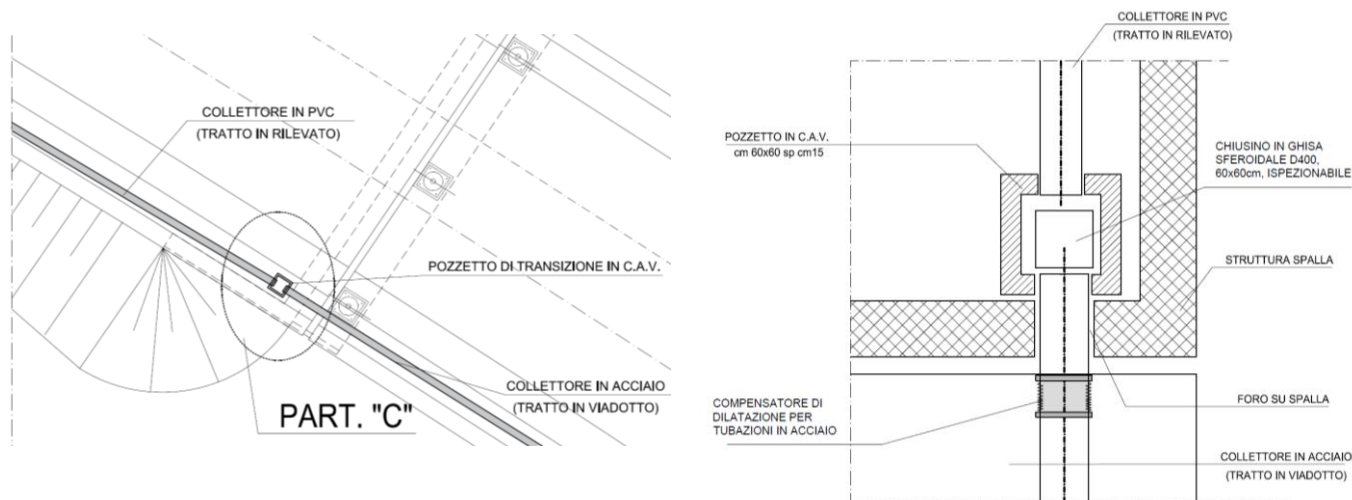 COLLETTORE IN PVC
(TRATTO IN RILEVATO)
POZZETTO DI TRANSIZIONE IN C.A.V.
COLLETTORE IN ACCIAIO
(TRATTO IN VIADOTTO)
PART. "C"
COLLETTORE IN PVC
(TRATTO IN RILEVATO)
POZZETTO IN C.A.V.
cm 60x60 sp cm15
CHIUSINO IN GHISA
SFEROIDALE D400,
60x60cm, ISPEZIONABILE
STRUTTURA SPALLA
COMPENSATORE DI
DILATAZIONE PER
TUBAZIONI IN ACCIAIO
FORO SU SPALLA
COLLETTORE IN ACCIAIO
(TRATTO IN VIADOTTO)